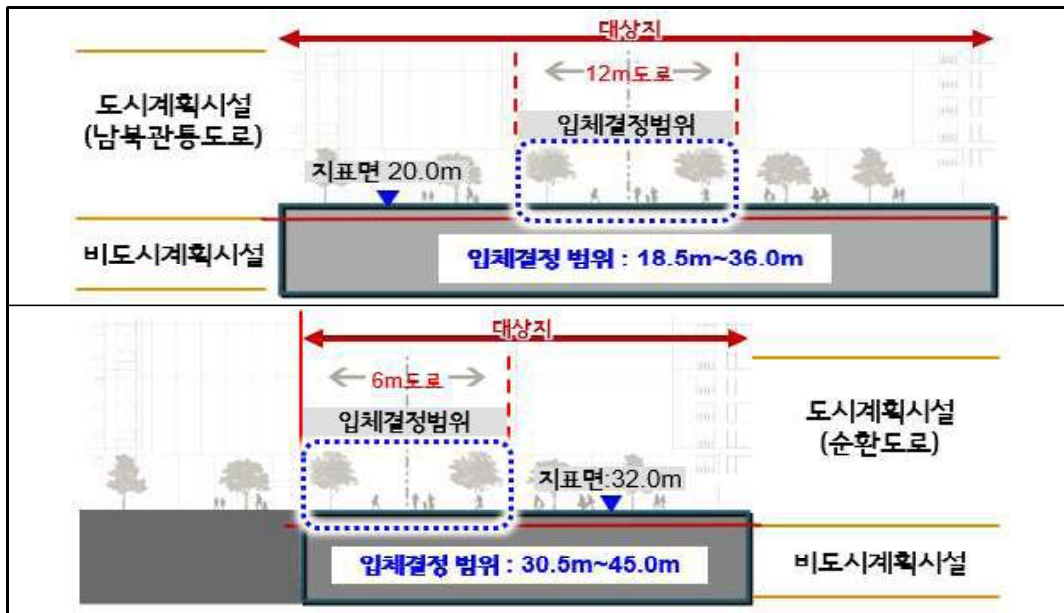 대상지
12m도로
도시계획시설
(남북관통도로)
입체결정범위
지표면 20.0m
비도시계획시설
입체결정 범위 : 18.5m~36.0m
대상지
6m도로
입체결정범위
도시계획시설
(순환도로)
지표면:32.0m
입체결정 범위 : 30.5m~45.0m
비도시계획시설